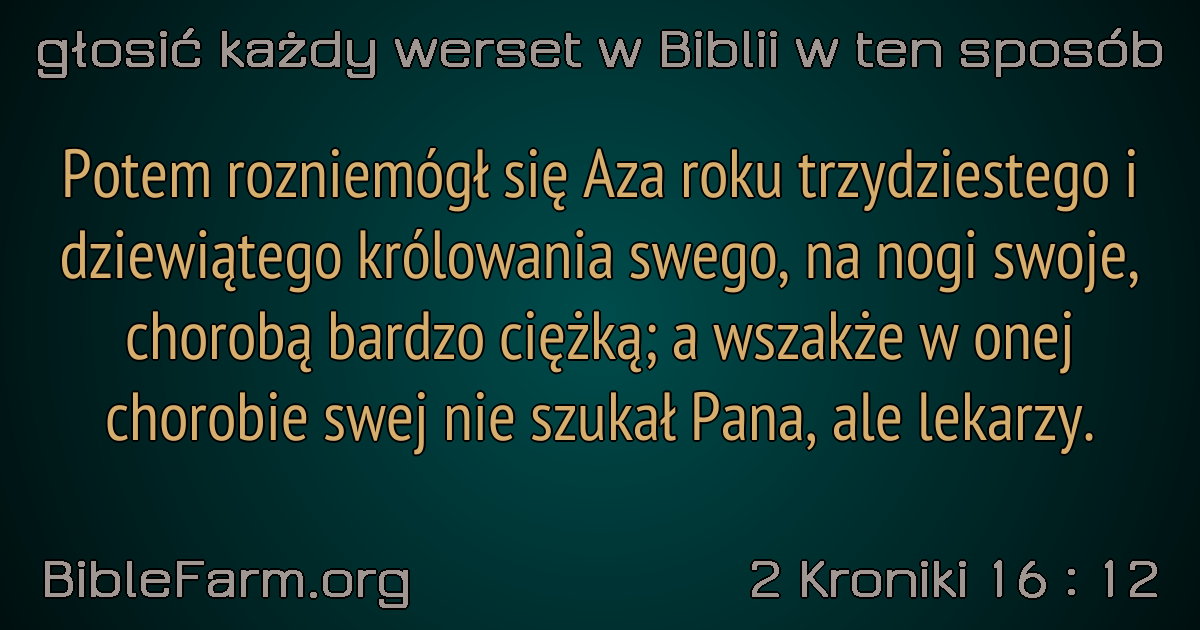 głosić każdy werset w Biblii w ten sposób
Potem rozniemógł się Aza roku trzydziestego i
dziewiątego królowania swego, na nogi swoje,
chorobą bardzo ciężką; a wszakże w onej
chorobie swej nie szukał Pana, ale lekarzy.
BibleFarm.org
2 Kroniki 16 : 12